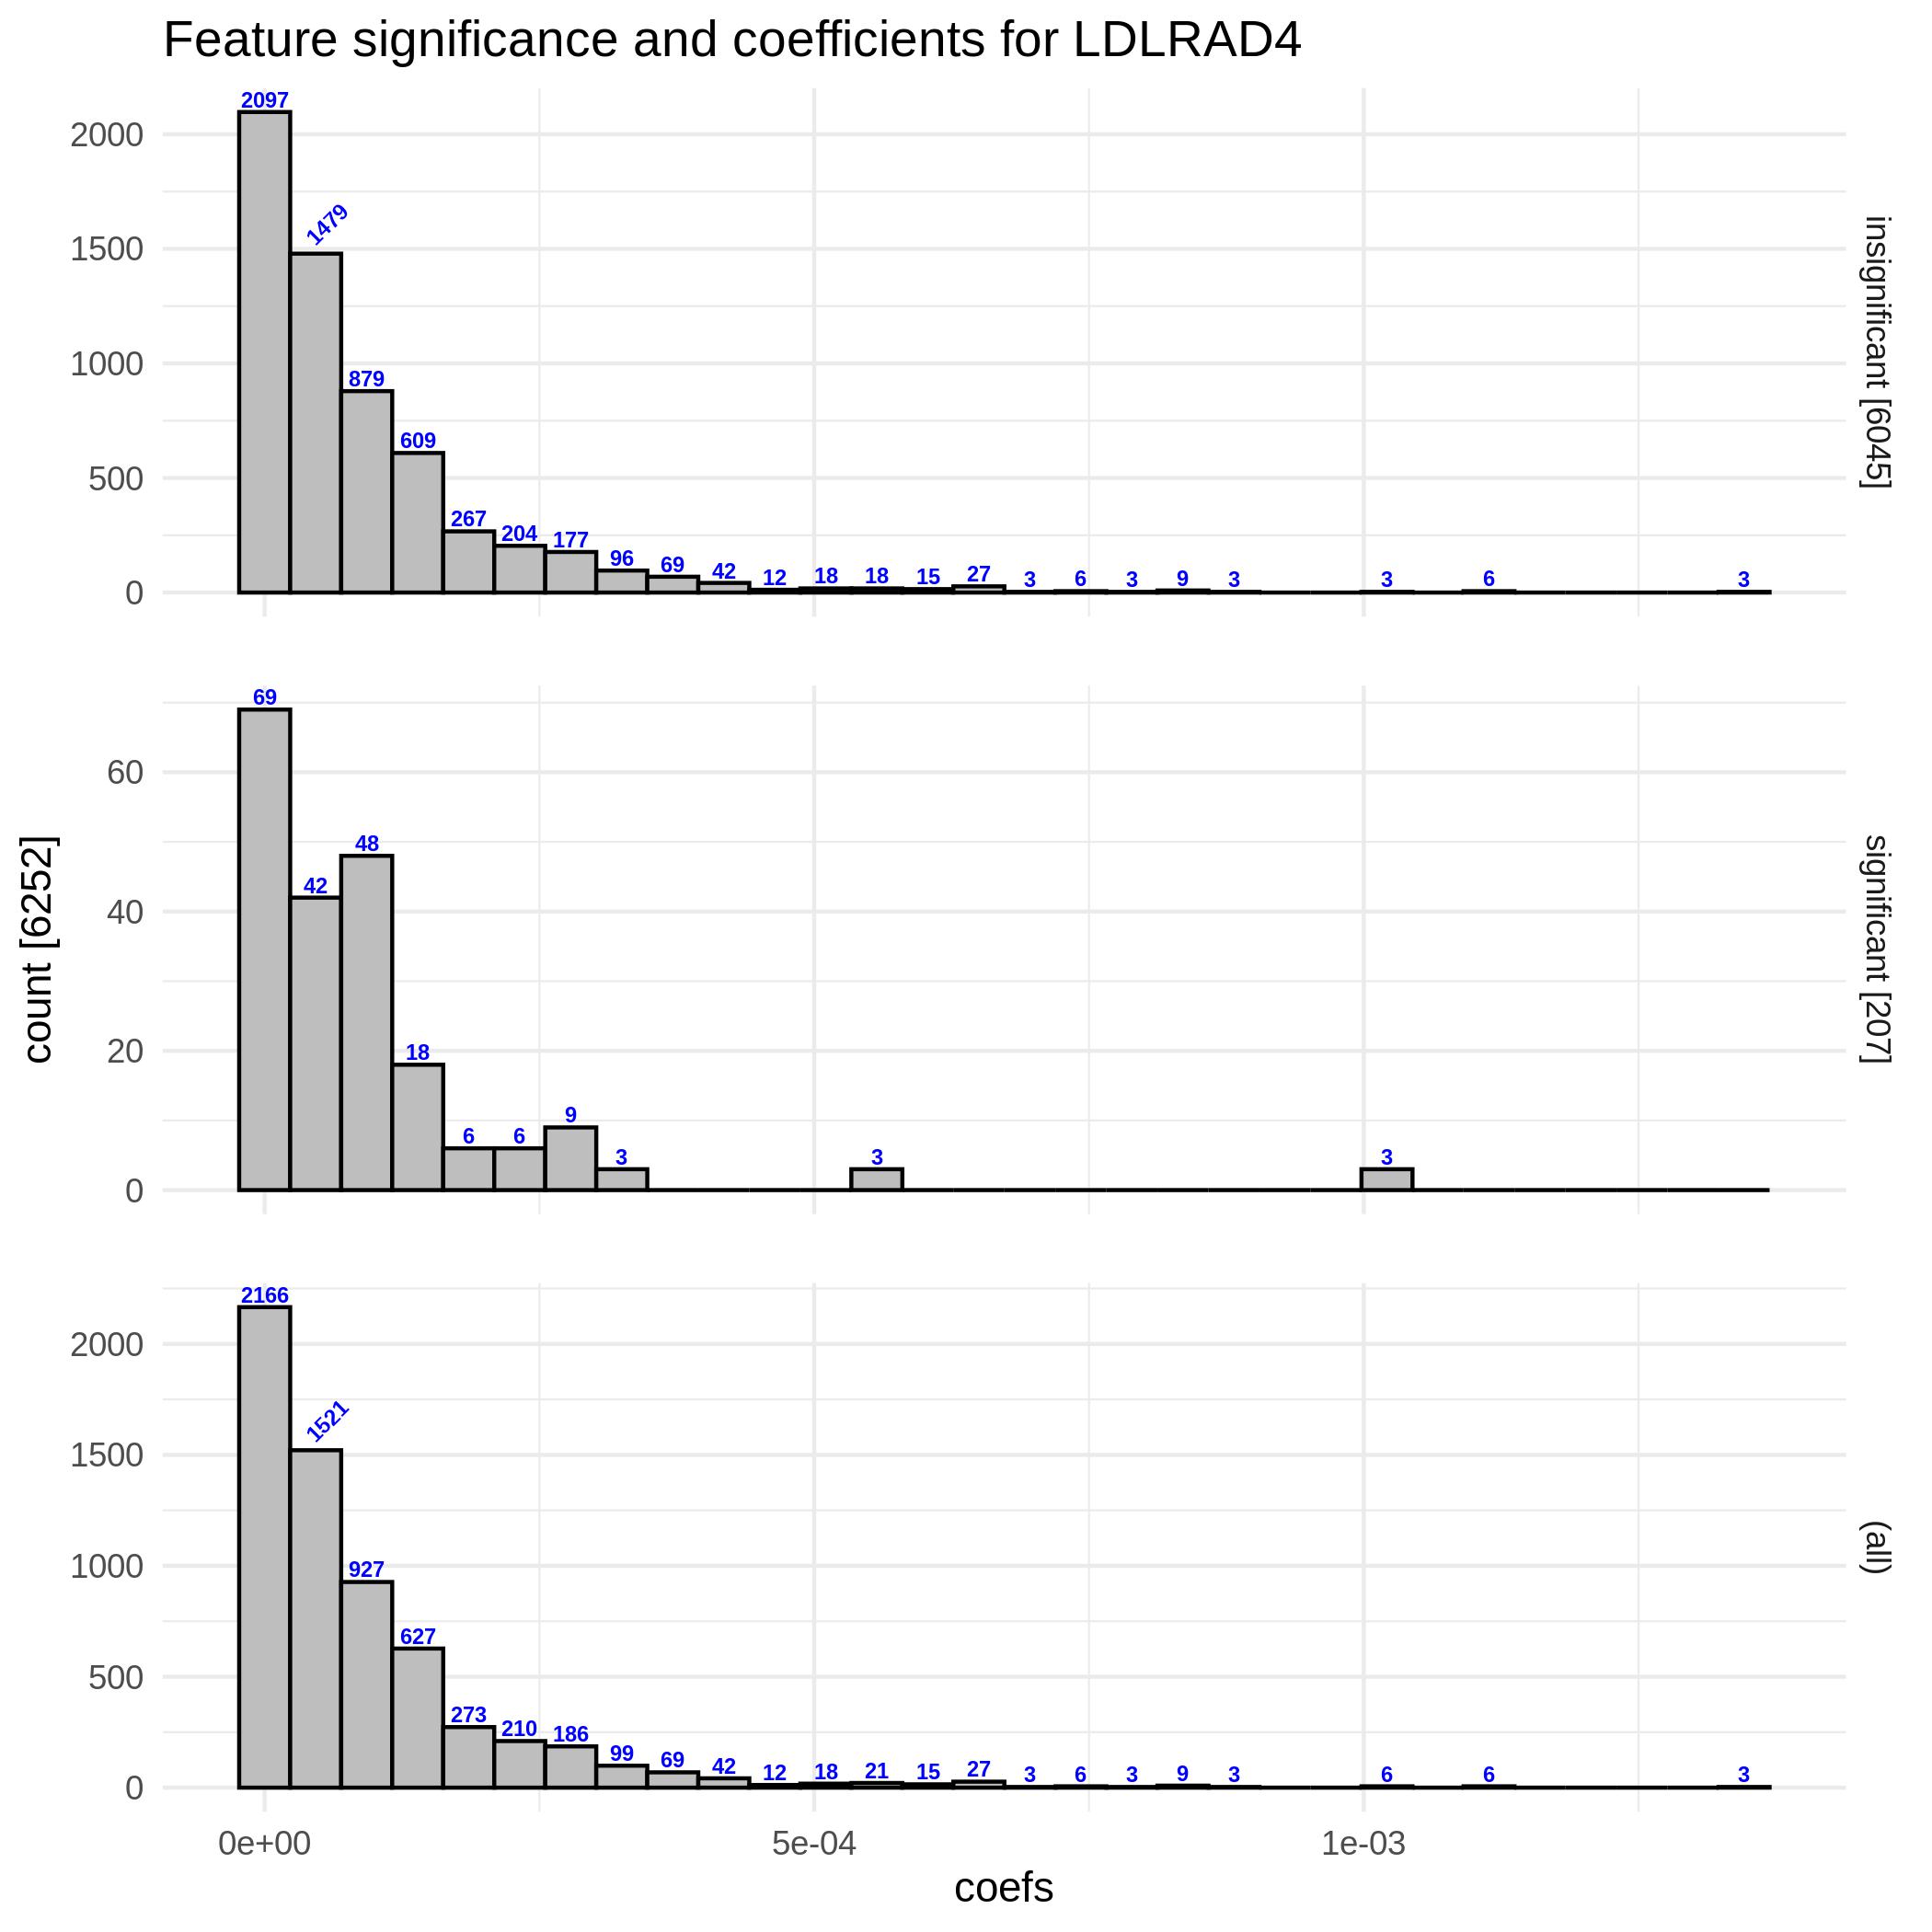 Feature significance and coefficients for LDLRAD4
2097
2000
1479
1500
1000
879
609
500
267 204 177 96 69 42 12 18 18 15 27 3 6 3 9 3 3 6 3
0
insignificant [6045]
69
60
48
42
40
20
18
6 6 9 3 3 3
0
significant [207]
count [6252]
2166
2000
1521
1500
1000
927
627
500
273 210 186 99 69 42 12 18 21 15 27 3 6 3 9 3 6 6 3
0
(all)
0e+00 5e-04 1e-03
coefs